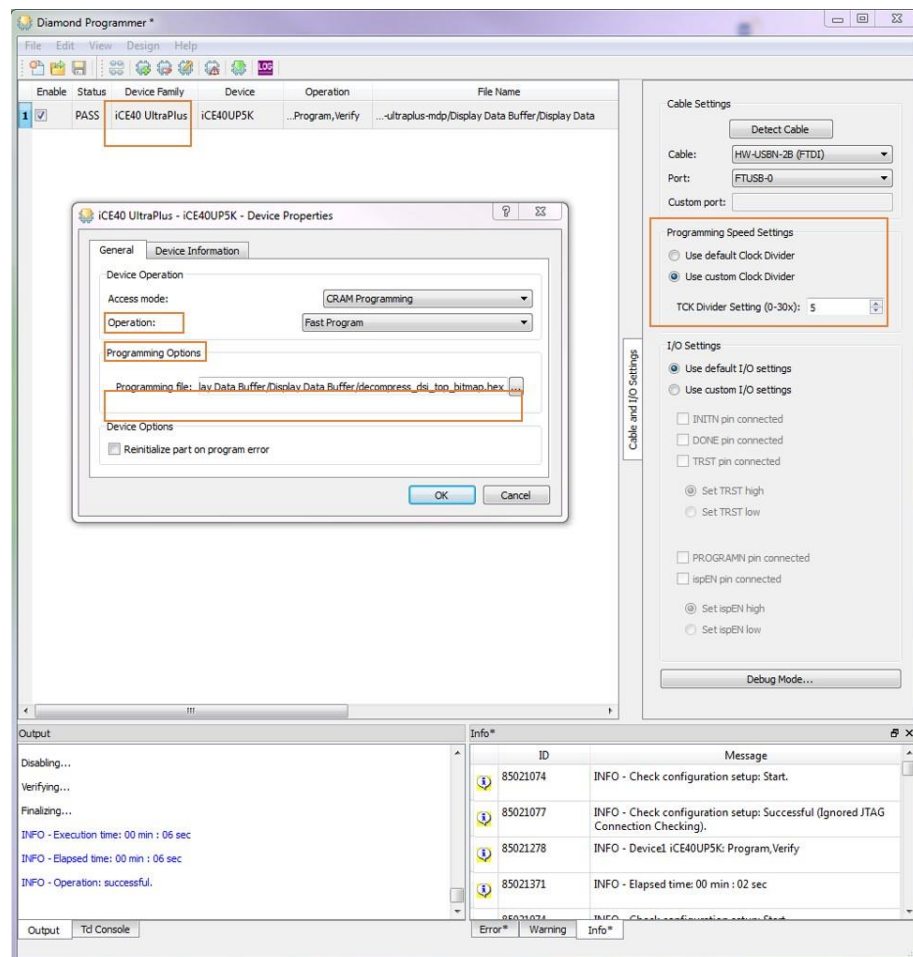 Diamond Programmer *
File Edit View Design Help
LOG
Enable Status Device Family Device Operation File Name
1 PASS iCE40 UltraPlus iCE40UP5K ...Program,Verify ...-ultraplus-mdp/Display Data Buffer/Display Data
iCE40 UltraPlus - iCE40UP5K - Device Properties
General Device Information
Device Operation
Access mode: CRAM Programming
Operation: Fast Program
Programming Options
Programming file: lay Data Buffer/Display Data Buffer/decompress_dsi_top_bitmap.hex ...
Device Options
Reinitialize part on program error
OK Cancel
Cable and I/O Settings
Cable Settings
Detect Cable
Cable: HW-USBN-2B (FTDI)
Port: FTUSB-0
Custom port:
Programming Speed Settings
Use default Clock Divider
Use custom Clock Divider
TCK Divider Setting (0-30x): 5
I/O Settings
Use default I/O settings
Use custom I/O settings
INITN pin connected
DONE pin connected
TRST pin connected
Set TRST high
Set TRST low
PROGRAMN pin connected
ispEN pin connected
Set ispEN high
Set ispEN low
Debug Mode...
Output
Disabling...
Verifying...
Finalizing...
INFO - Execution time: 00 min : 06 sec
INFO - Elapsed time: 00 min : 06 sec
INFO - Operation: successful.
Output Tcl Console
Info*
ID Message
85021074 INFO - Check configuration setup: Start.
85021077 INFO - Check configuration setup: Successful (Ignored JTAG
Connection Checking).
85021278 INFO - Device1 iCE40UP5K: Program,Verify
85021371 INFO - Elapsed time: 00 min : 02 sec
85021074 INFO - Check configuration setup: Start.
Error* Warning Info*